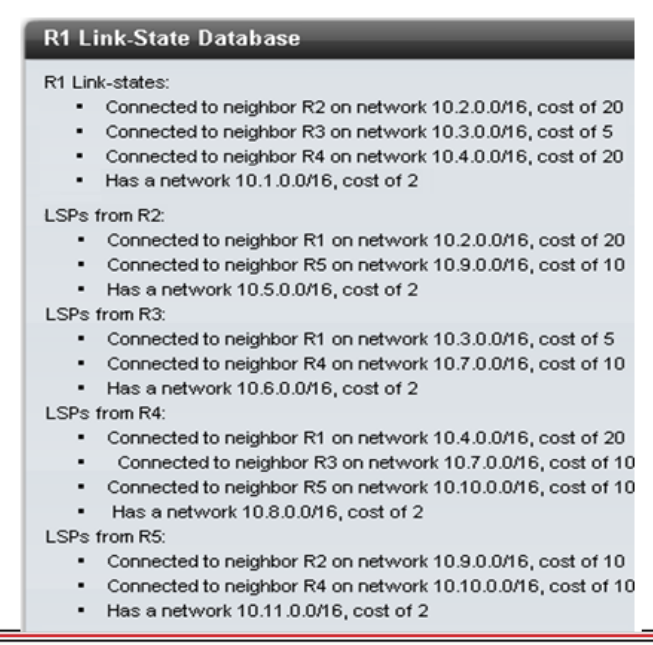 R1 Link-State Database
R1 Link-states:
▪ Connected to neighbor R2 on network 10.2.0.0/16, cost of 20
▪ Connected to neighbor R3 on network 10.3.0.0/16, cost of 5
▪ Connected to neighbor R4 on network 10.4.0.0/16, cost of 20
▪ Has a network 10.1.0.0/16, cost of 2
LSPs from R2:
▪ Connected to neighbor R1 on network 10.2.0.0/16, cost of 20
▪ Connected to neighbor R5 on network 10.9.0.0/16, cost of 10
▪ Has a network 10.5.0.0/16, cost of 2
LSPs from R3:
▪ Connected to neighbor R1 on network 10.3.0.0/16, cost of 5
▪ Connected to neighbor R4 on network 10.7.0.0/16, cost of 10
▪ Has a network 10.6.0.0/16, cost of 2
LSPs from R4:
▪ Connected to neighbor R1 on network 10.4.0.0/16, cost of 20
▪ Connected to neighbor R3 on network 10.7.0.0/16, cost of 10
▪ Connected to neighbor R5 on network 10.10.0.0/16, cost of 10
▪ Has a network 10.8.0.0/16, cost of 2
LSPs from R5:
▪ Connected to neighbor R2 on network 10.9.0.0/16, cost of 10
▪ Connected to neighbor R4 on network 10.10.0.0/16, cost of 10
▪ Has a network 10.11.0.0/16, cost of 2